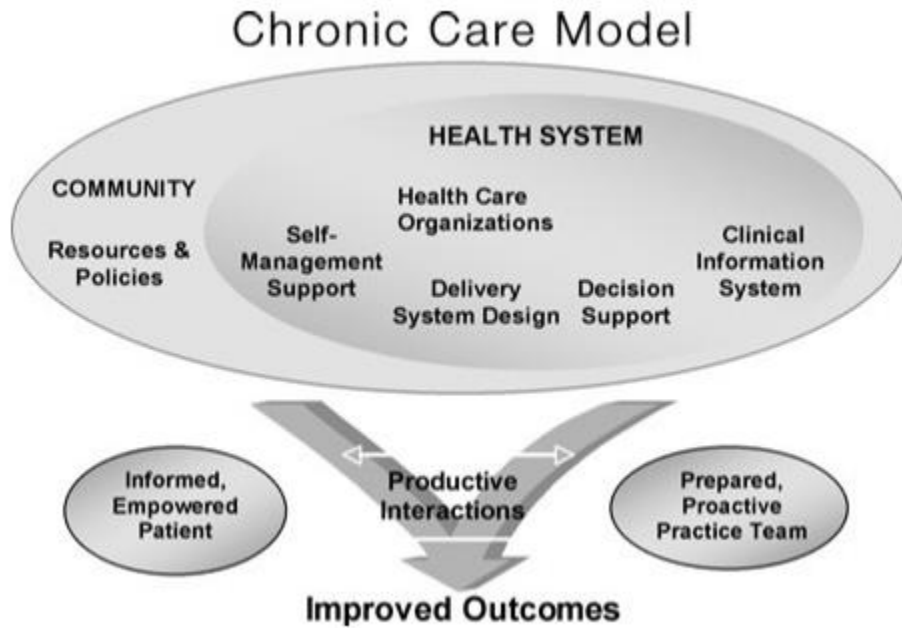 Chronic Care Model
HEALTH SYSTEM
COMMUNITY
Resources &
Policies
Health Care
Organizations
Self-
Management
Support
Delivery
System Design
Decision
Support
Clinical
Information
System
Informed,
Empowered
Patient
Productive
Interactions
Prepared,
Proactive
Practice Team
Improved Outcomes